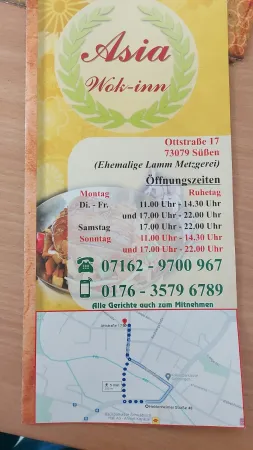 Asia
Wok-inn
Ottstraße 17
73079 Süßen
(Ehemalige Lamm Metzgerei)
Öffnungszeiten
Montag Ruhetag
Di. - Fr. 11.00 Uhr - 14.30 Uhr
und 17.00 Uhr - 22.00 Uhr
Samstag 17.00 Uhr - 22.00 Uhr
Sonntag 11.00 Uhr - 14.30 Uhr
und 17.00 Uhr - 22.00 Uhr
07162 - 9700 967
0176 - 3579 6789
Alle Gerichte auch zum Mitnehmen